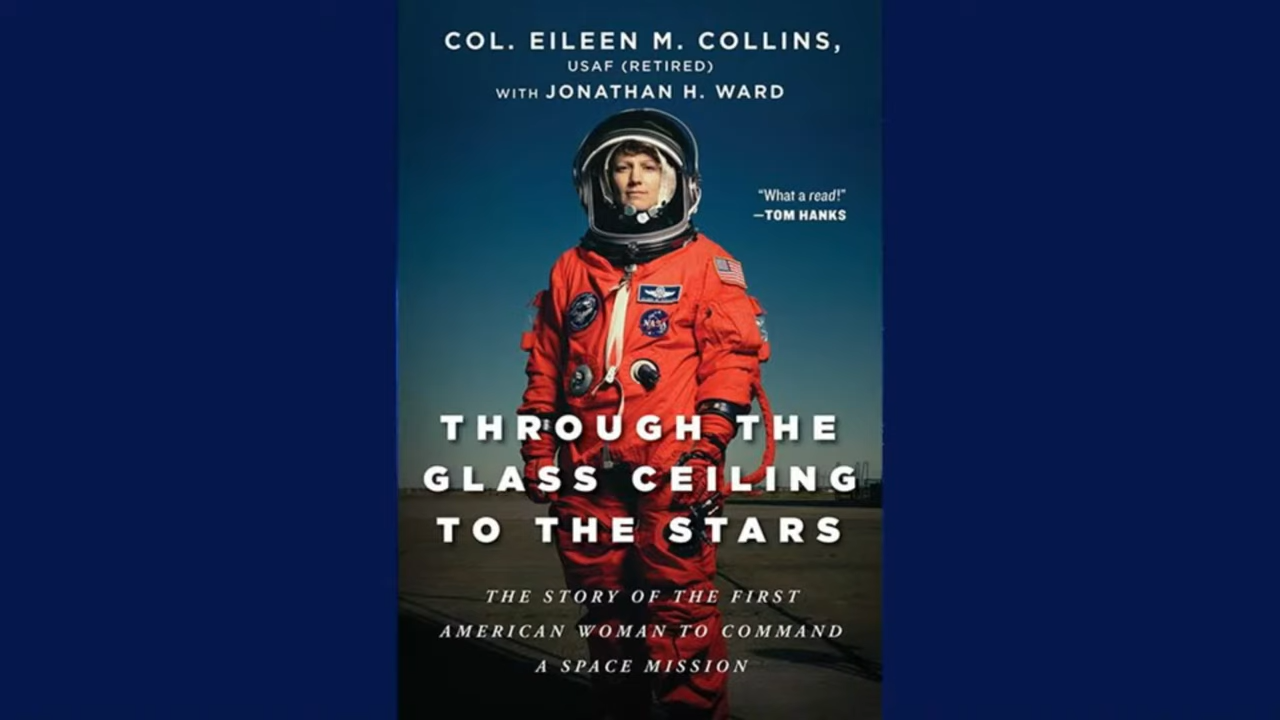 COL. EILEEN M. COLLINS,
USAF (RETIRED)
WITH JONATHAN H. WARD
“What a read!”
—TOM HANKS
NASA
THROUGH THE
GLASS CEILING
TO THE STARS
THE STORY OF THE FIRST
AMERICAN WOMAN TO COMMAND
A SPACE MISSION